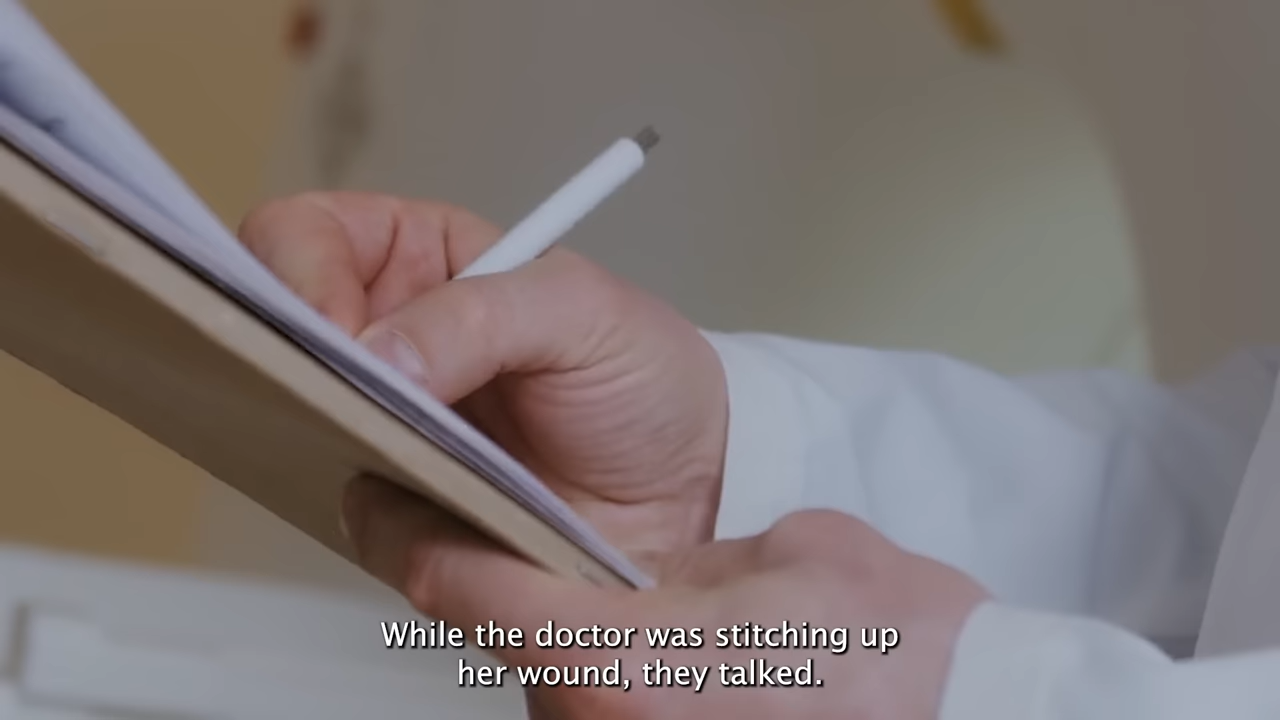 While the doctor was stitching up
her wound, they talked.